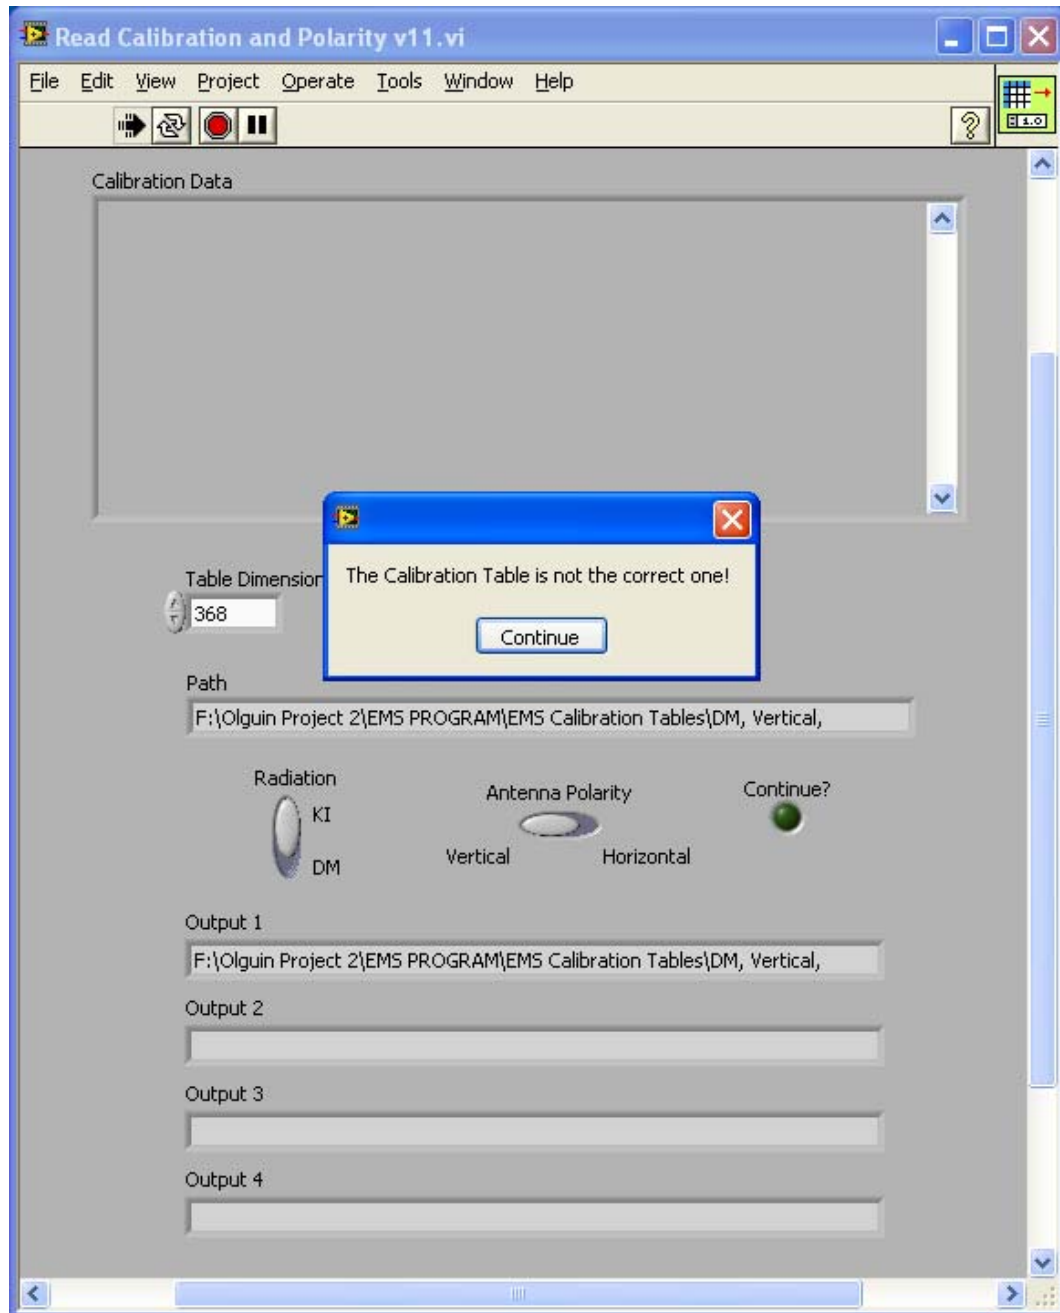 Read Calibration and Polarity v11.vi
File Edit View Project Operate Tools Window Help
?
1.0
Calibration Data
The Calibration Table is not the correct one!
Continue
Table Dimension
368
Path
F:\Olguin Project 2\EMS PROGRAM\EMS Calibration Tables\DM, Vertical,
Radiation
KI
DM
Antenna Polarity
Vertical Horizontal
Continue?
Output 1
F:\Olguin Project 2\EMS PROGRAM\EMS Calibration Tables\DM, Vertical,
Output 2
Output 3
Output 4